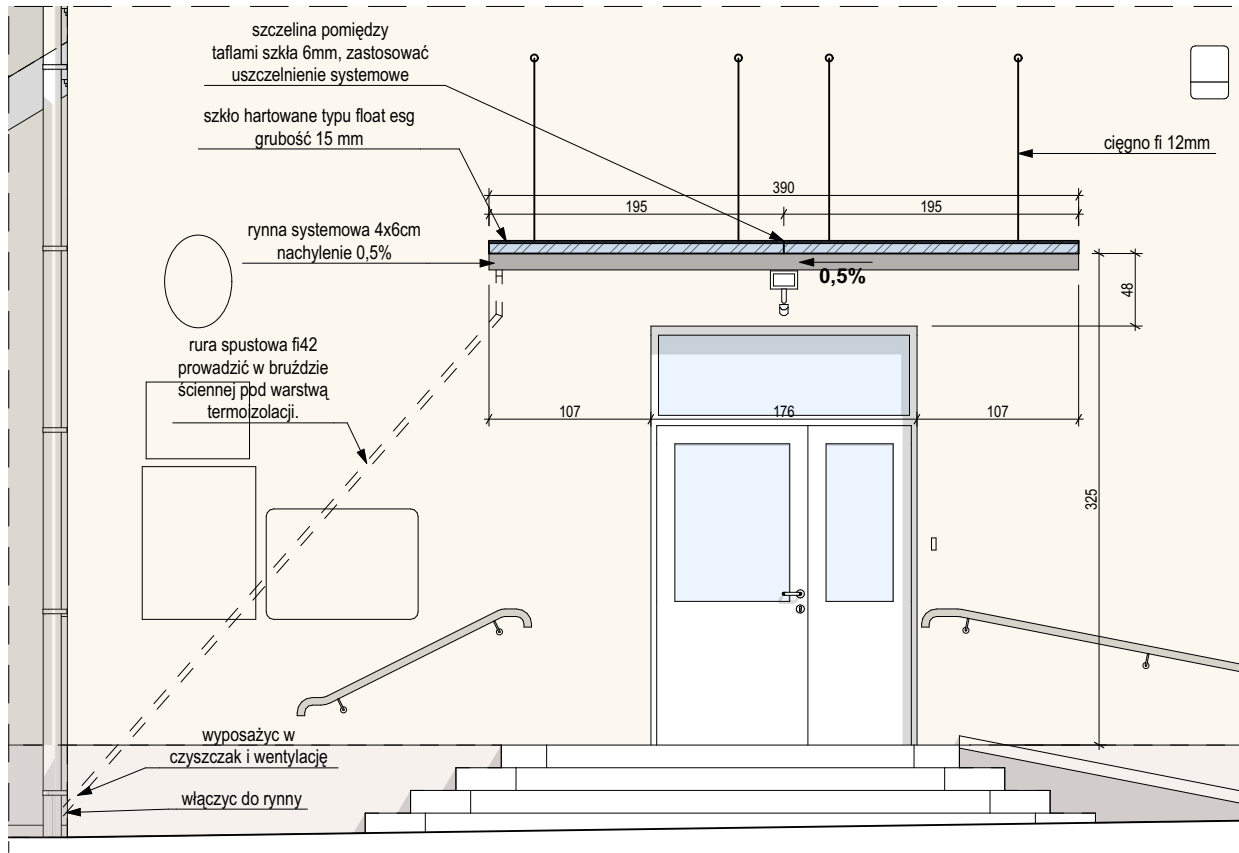 szczelina pomiędzy
taflami szkła 6mm, zastosować
uszczelnienie systemowe
szkło hartowane typu float esg
grubość 15 mm
cięgno fi 12mm
390
195
195
rynna systemowa 4x6cm
nachylenie 0,5%
0,5%
48
rura spustowa fi42
prowadzić w bruździe
ściennej pod warstwą
termoizolacji.
107
176
107
325
wyposażyc w
czyszczak i wentylację
włączyc do rynny